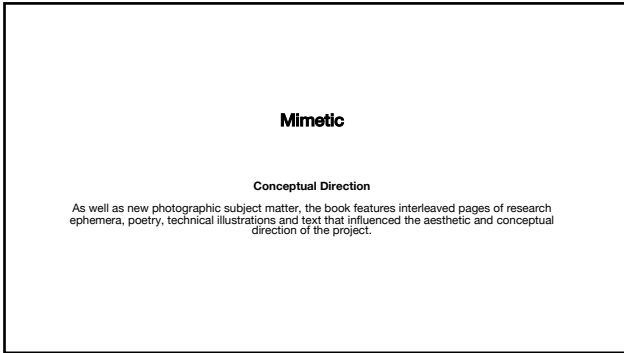 Mimetic
Conceptual Direction
As well as new photographic subject matter, the book features interleaved pages of research
ephemera, poetry, technical illustrations and text that influenced the aesthetic and conceptual
direction of the project.